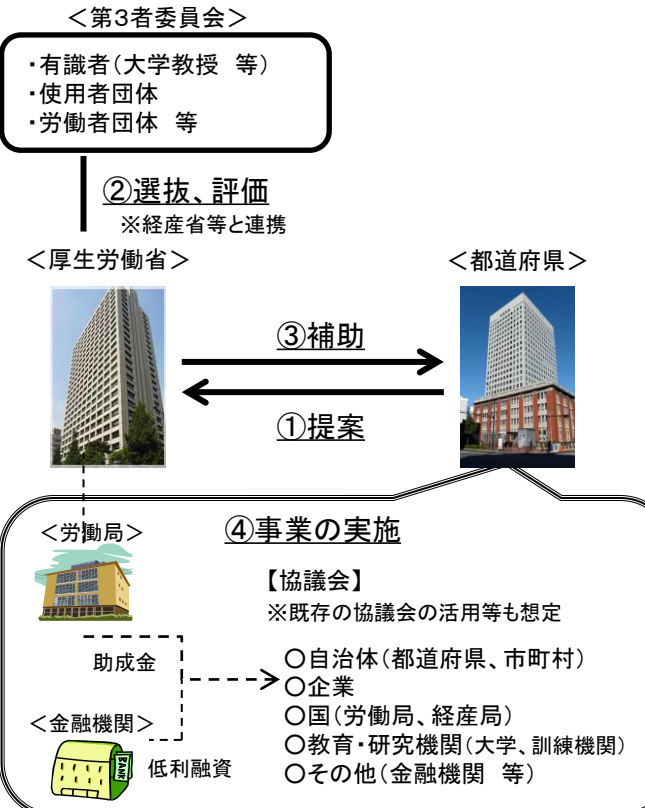 ＜第3者委員会＞
・有識者（大学教授　等）
・使用者団体
・労働者団体　等
②選抜、評価
※経産省等と連携
＜厚生労働省＞
＜都道府県＞
③補助
①提案
＜労働局＞
④事業の実施
【協議会】
※既存の協議会の活用等も想定
助成金
○自治体（都道府県、市町村）
○企業
○国（労働局、経産局）
○教育・研究機関（大学、訓練機関）
○その他（金融機関　等）
＜金融機関＞
BANK
低利融資